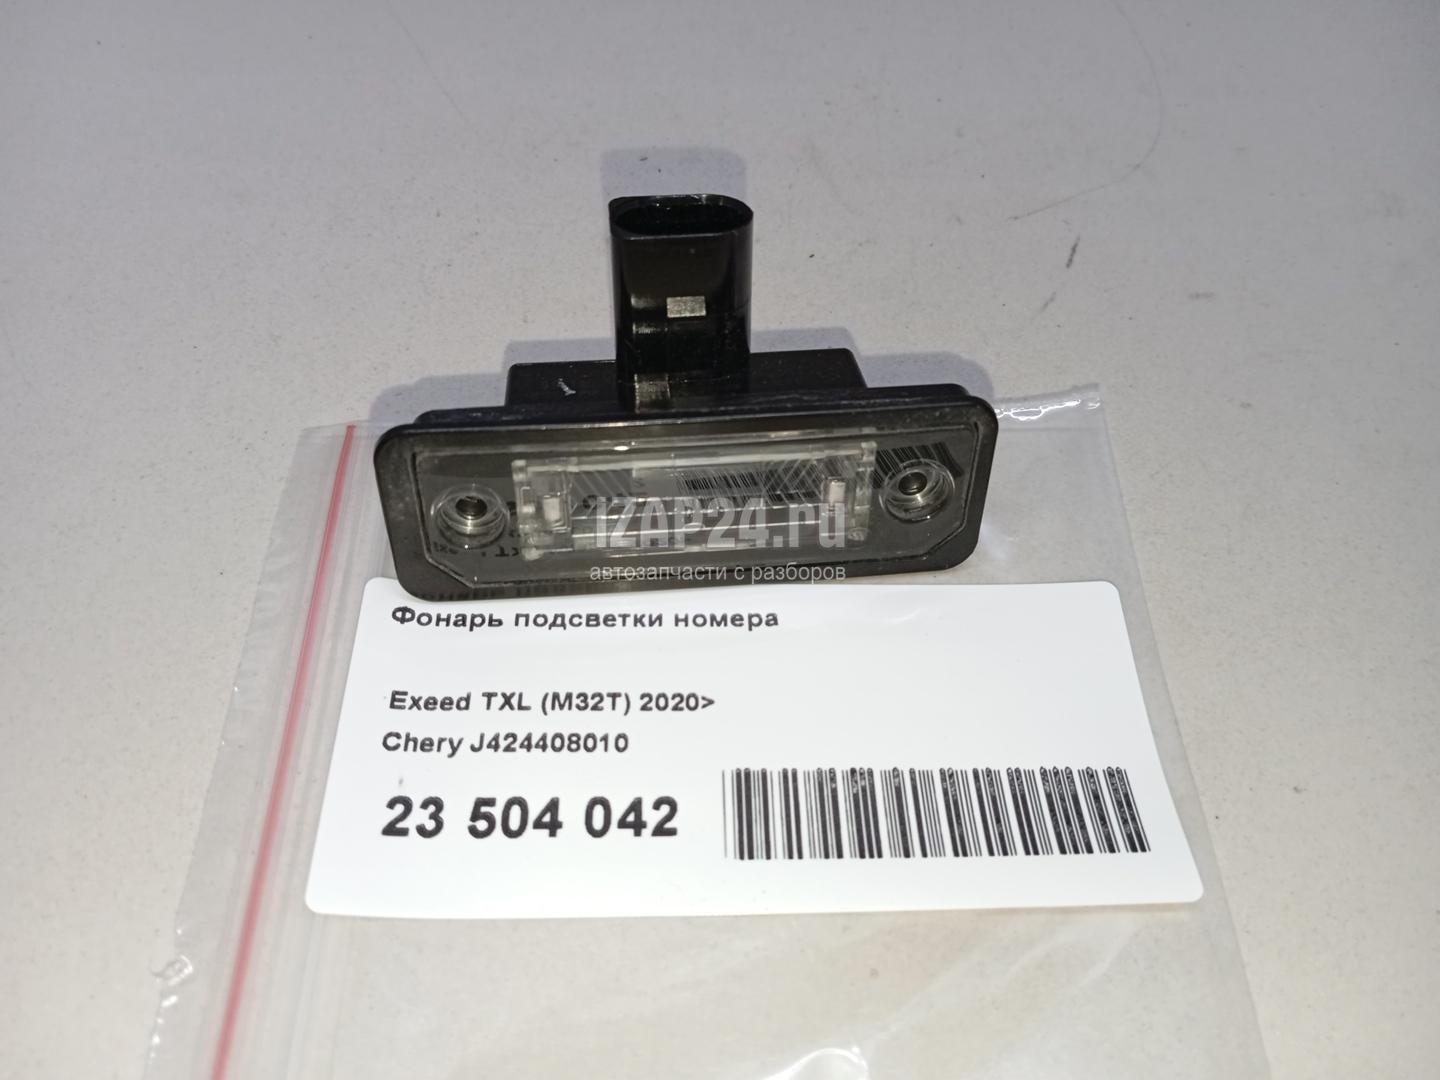 IZAP24.ru
автозапчасти с разборов
Фонарь подсветки номера
Exeed TXL (M32T) 2020>
Chery J424408010
23 504 042